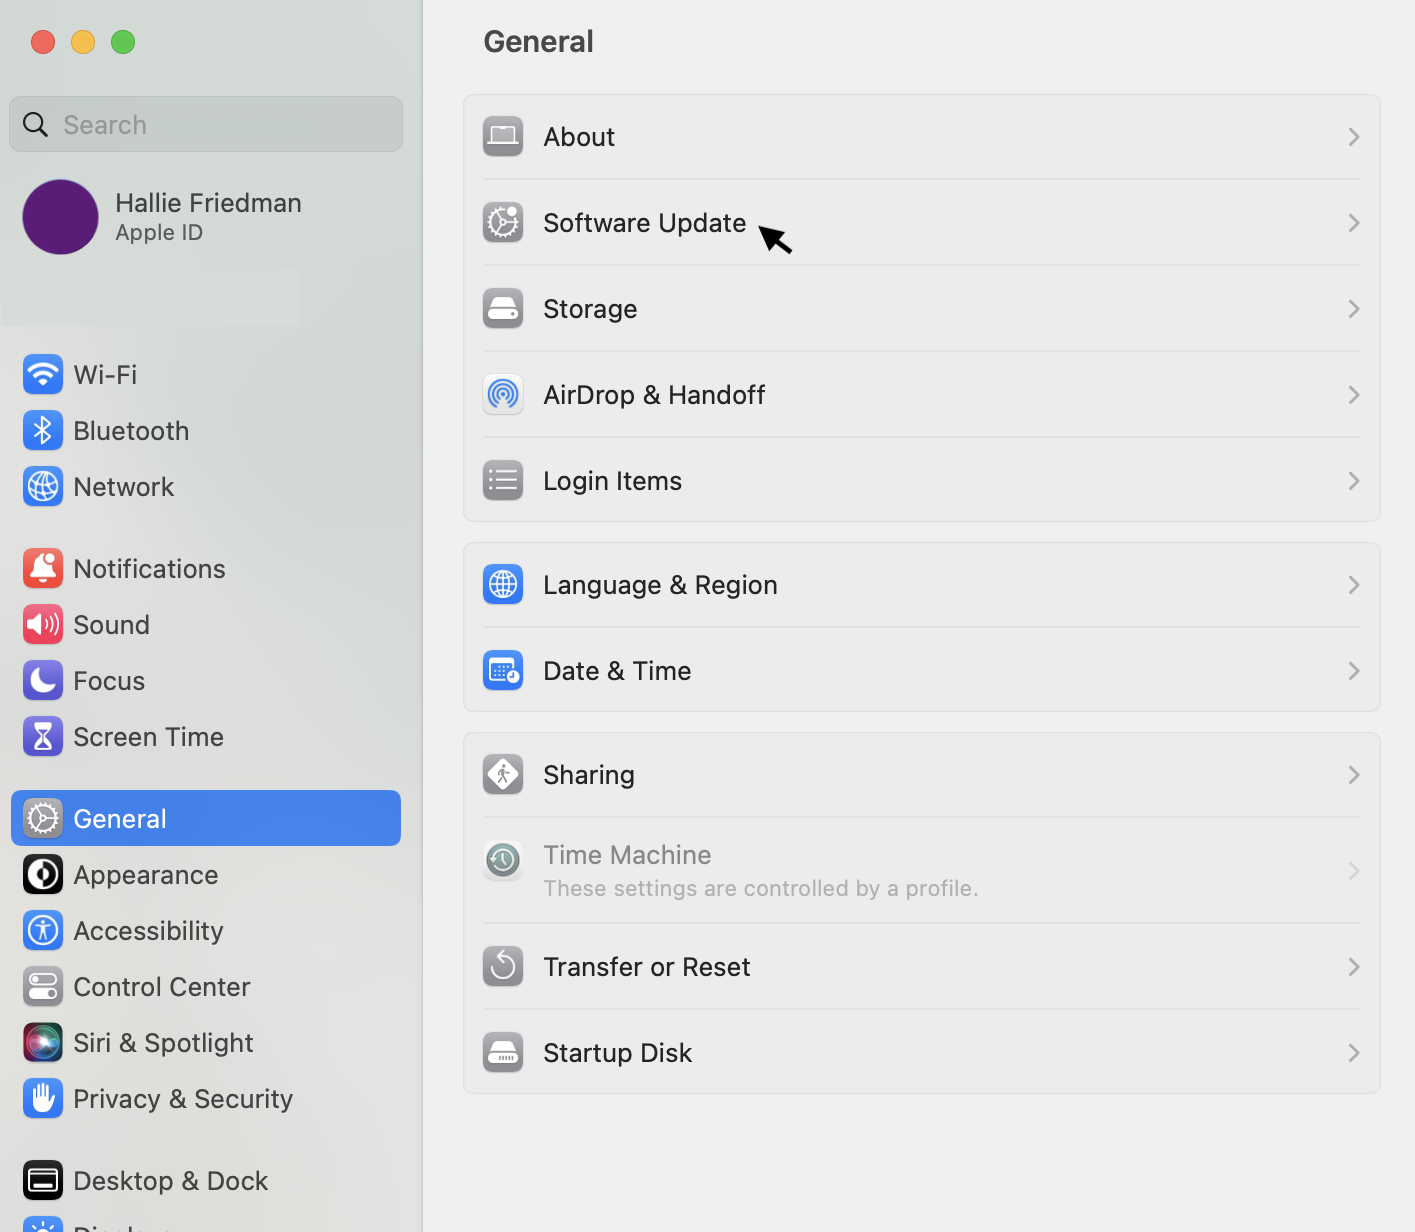 Search
Hallie Friedman
Apple ID
Wi-Fi
Bluetooth
Network
Notifications
Sound
Focus
Screen Time
General
Appearance
Accessibility
Control Center
Siri & Spotlight
Privacy & Security
Desktop & Dock
General
About
Software Update
Storage
AirDrop & Handoff
Login Items
Language & Region
Date & Time
Sharing
Time Machine
These settings are controlled by a profile.
Transfer or Reset
Startup Disk